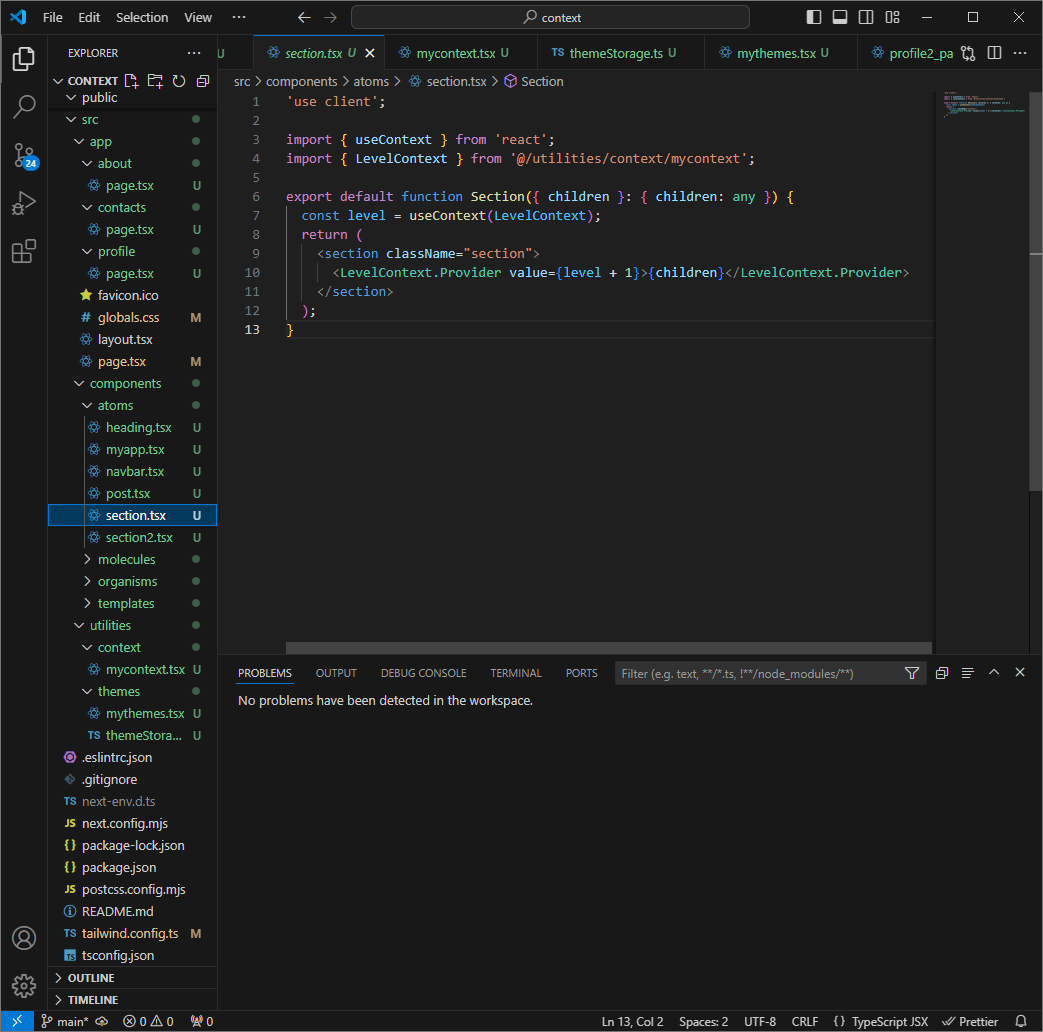 File Edit Selection View ··· context
EXPLORER ···
CONTEXT
public
src
app
about
page.tsx U
contacts
page.tsx U
profile
page.tsx U
favicon.ico
# globals.css M
layout.tsx
page.tsx M
components
atoms
heading.tsx U
myapp.tsx U
navbar.tsx U
post.tsx U
section.tsx U
section2.tsx U
molecules
organisms
templates
utilities
context
mycontext.tsx U
themes
mythemes.tsx U
TS themeStora... U
.eslintrc.json
.gitignore
TS next-env.d.ts
JS next.config.mjs
{} package-lock.json
{} package.json
JS postcss.config.mjs
README.md
TS tailwind.config.ts M
TS tsconfig.json
OUTLINE
TIMELINE
24
U section.tsx U mycontext.tsx U TS themeStorage.ts U mythemes.tsx U profile2_pa ···
src > components > atoms > section.tsx > Section
1 'use client';
2
3 import { useContext } from 'react';
4 import { LevelContext } from '@/utilities/context/mycontext';
5
6 export default function Section({ children }: { children: any }) {
7 const level = useContext(LevelContext);
8 return (
9 <section className="section">
10 <LevelContext.Provider value={level + 1}>{children}</LevelContext.Provider>
11 </section>
12 );
13 }
PROBLEMS OUTPUT DEBUG CONSOLE TERMINAL PORTS Filter (e.g. text, **/*.ts, !**/node_modules/**)
No problems have been detected in the workspace.
main* 0 0 0 Ln 13, Col 2 Spaces: 2 UTF-8 CRLF {} TypeScript JSX Prettier